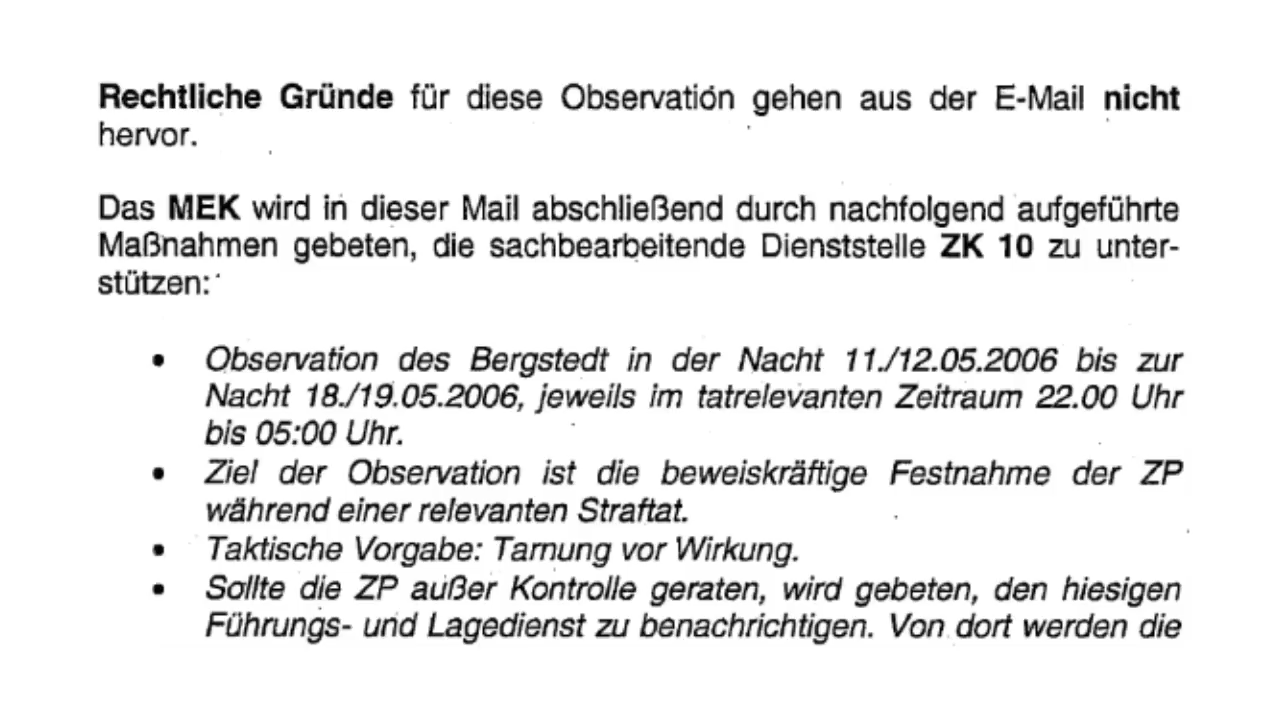 Rechtliche Gründe für diese Observation gehen aus der E-Mail nicht
hervor.
Das MEK wird in dieser Mail abschließend durch nachfolgend aufgeführte
Maßnahmen gebeten, die sachbearbeitende Dienststelle ZK 10 zu unter-
stützen:
• Observation des Bergstedt in der Nacht 11./12.05.2006 bis zur
Nacht 18./19.05.2006, jeweils im tatrelevanten Zeitraum 22.00 Uhr
bis 05:00 Uhr.
• Ziel der Observation ist die beweiskräftige Festnahme der ZP
während einer relevanten Straftat.
• Taktische Vorgabe: Tarnung vor Wirkung.
• Sollte die ZP außer Kontrolle geraten, wird gebeten, den hiesigen
Führungs- und Lagedienst zu benachrichtigen. Von dort werden die